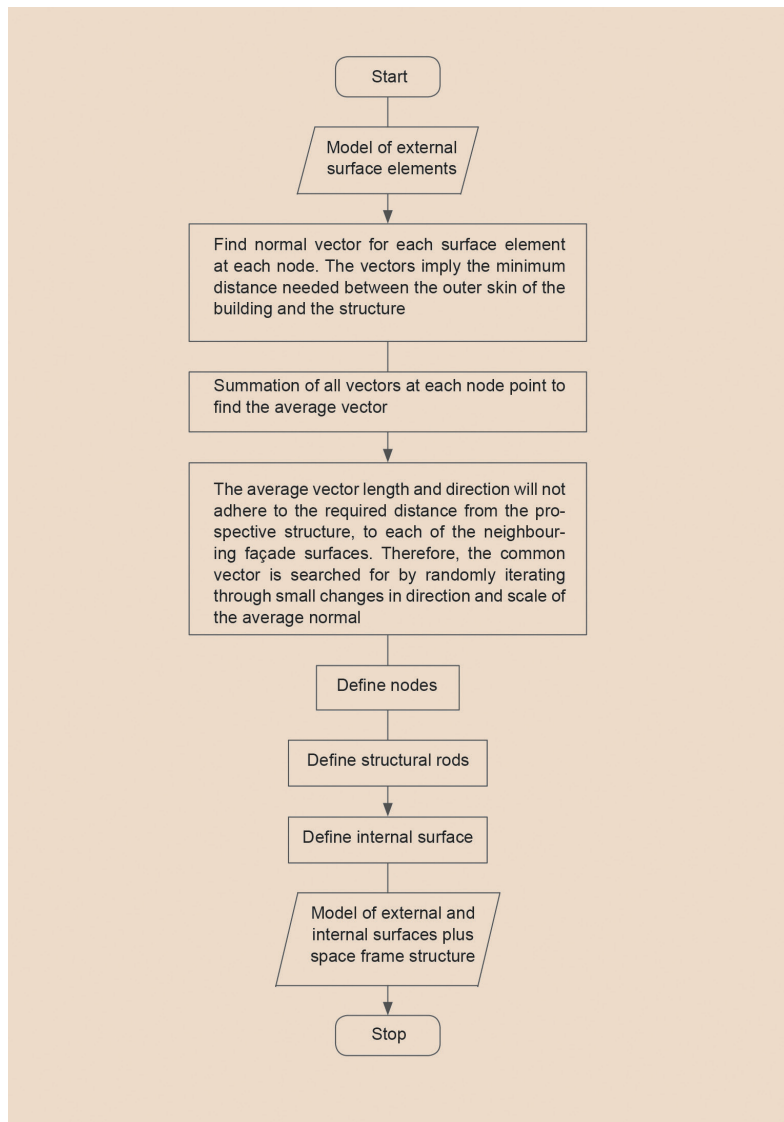 Start
Model of external
surface elements
Find normal vector for each surface element
at each node. The vectors imply the minimum
distance needed between the outer skin of the
building and the structure
Summation of all vectors at each node point to
find the average vector
The average vector length and direction will not
adhere to the required distance from the pro-
spective structure, to each of the neighbour-
ing façade surfaces. Therefore, the common
vector is searched for by randomly iterating
through small changes in direction and scale of
the average normal
Define nodes
Define structural rods
Define internal surface
Model of external and
internal surfaces plus
space frame structure
Stop